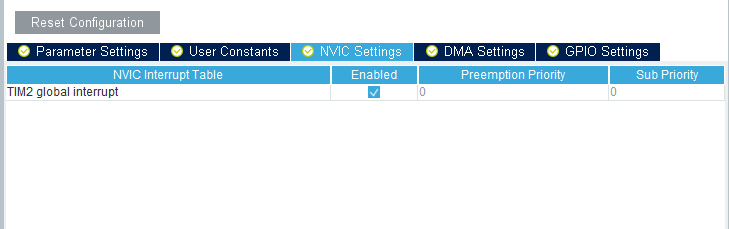 Reset Configuration
Parameter Settings User Constants NVIC Settings DMA Settings GPIO Settings
NVIC Interrupt Table Enabled Preemption Priority Sub Priority
TIM2 global interrupt 0 0